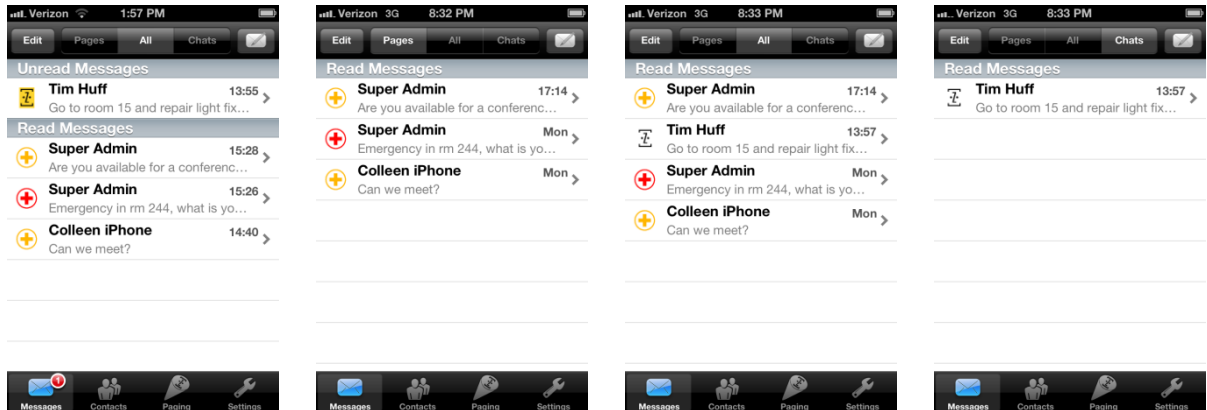 Verizon 1:57 PM
Edit Pages All Chats
Unread Messages
Tim Huff 13:55
Go to room 15 and repair light fix...
Read Messages
Super Admin 15:28
Are you available for a conferenc...
Super Admin 15:26
Emergency in rm 244, what is yo...
Colleen iPhone 14:40
Can we meet?
1
Messages Contacts Paging Settings
Verizon 3G 8:32 PM
Edit Pages All Chats
Read Messages
Super Admin 17:14
Are you available for a conferenc...
Super Admin Mon
Emergency in rm 244, what is yo...
Colleen iPhone Mon
Can we meet?
Messages Contacts Paging Settings
Verizon 3G 8:33 PM
Edit Pages All Chats
Read Messages
Super Admin 17:14
Are you available for a conferenc...
Tim Huff 13:57
Go to room 15 and repair light fix...
Super Admin Mon
Emergency in rm 244, what is yo...
Colleen iPhone Mon
Can we meet?
Messages Contacts Paging Settings
Verizon 3G 8:33 PM
Edit Pages All Chats
Read Messages
Tim Huff 13:57
Go to room 15 and repair light fix...
Messages Contacts Paging Settings